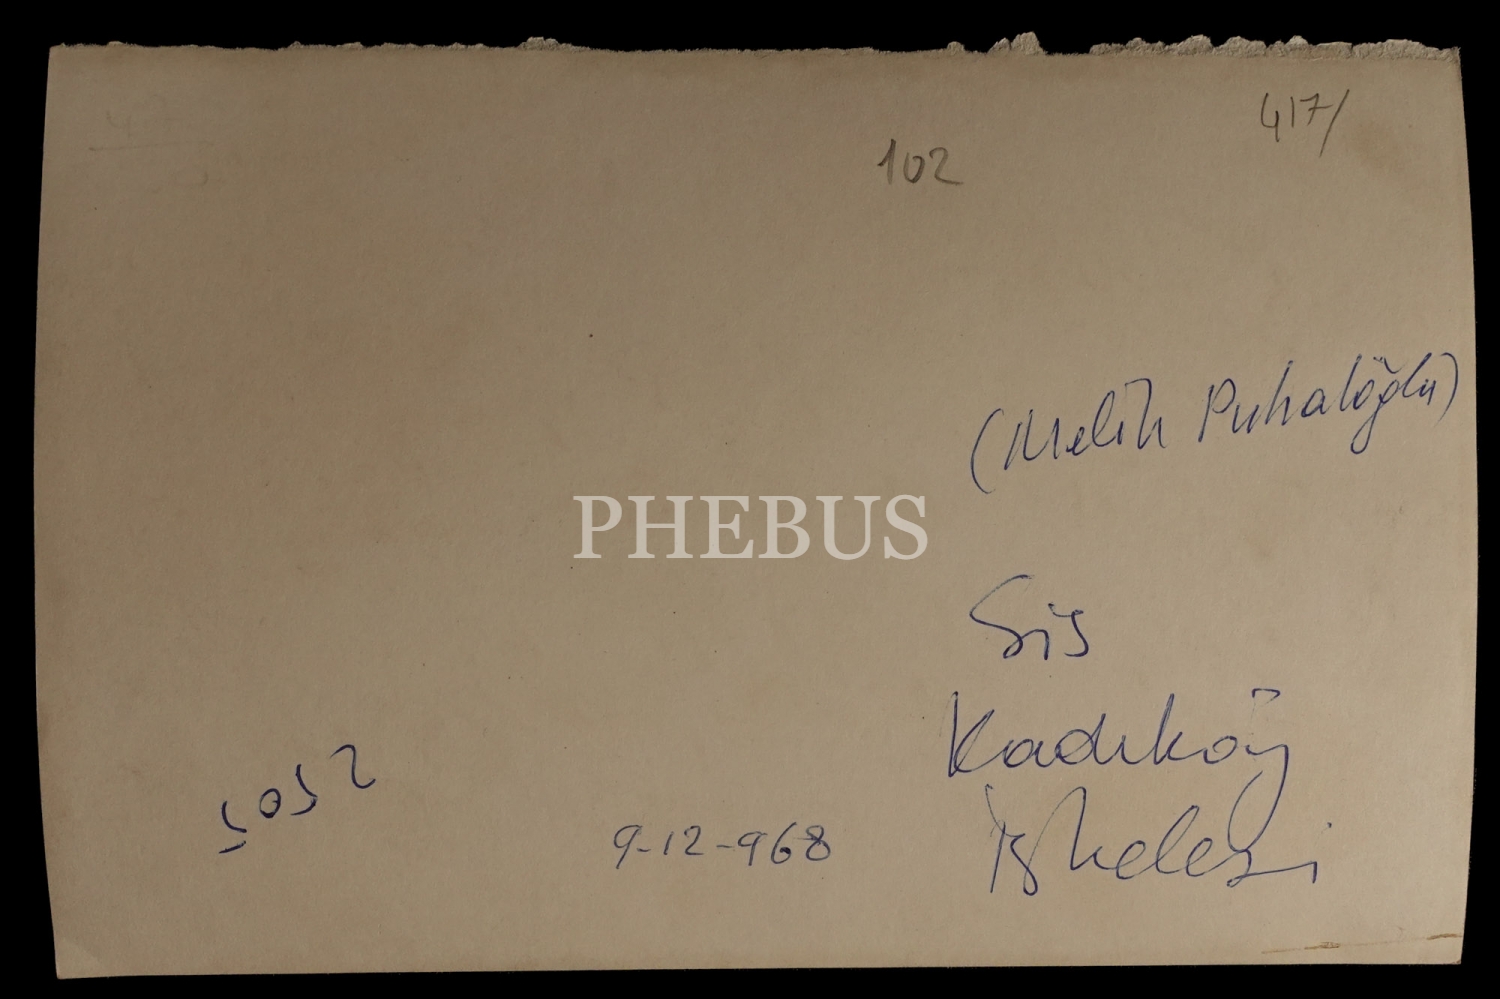 417/
102
(Melih Puhaloğlu)
PHEBUS
Sis
Kadıköy
İskelesi
5052
9-12-968